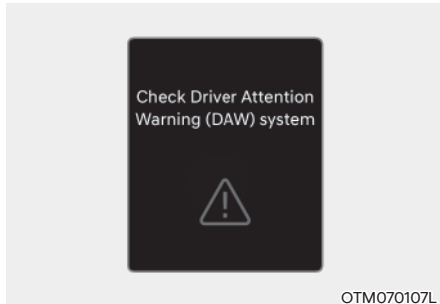 Check Driver Attention
Warning (DAW) system
OTM070107L